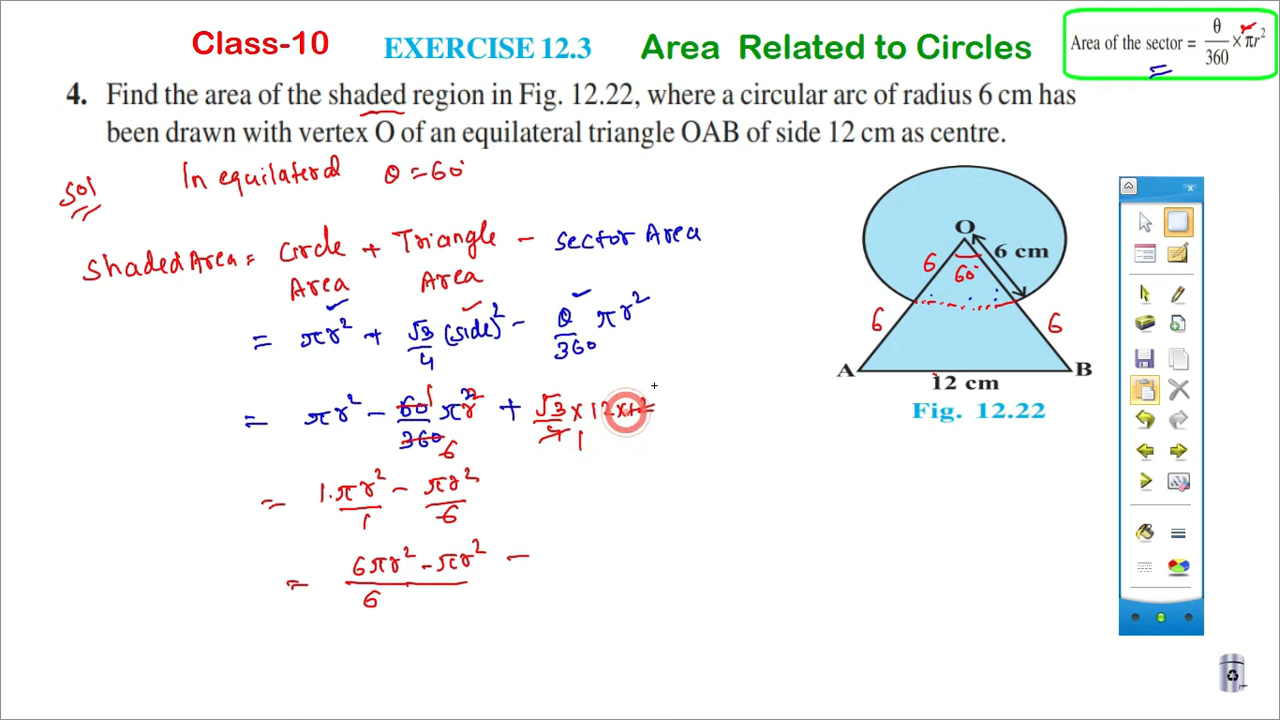 Class-10 EXERCISE 12.3 Area Related to Circles
Area of the sector = θ/360 × πr²
4. Find the area of the shaded region in Fig. 12.22, where a circular arc of radius 6 cm has
been drawn with vertex O of an equilateral triangle OAB of side 12 cm as centre.
Sol In equilateral θ = 60°
Shaded Area = Circle Area + Triangle Area − Sector Area
= πr² + √3/4 (side)² − θ/360 πr²
= πr² − 60/360 πr² + √3/4 × 12 × 12
1
6
1
= 1.πr²/1 − πr²/6
= 6πr² − πr²/6 −
O
6 cm
6
60°
6
6
A
B
12 cm
Fig. 12.22